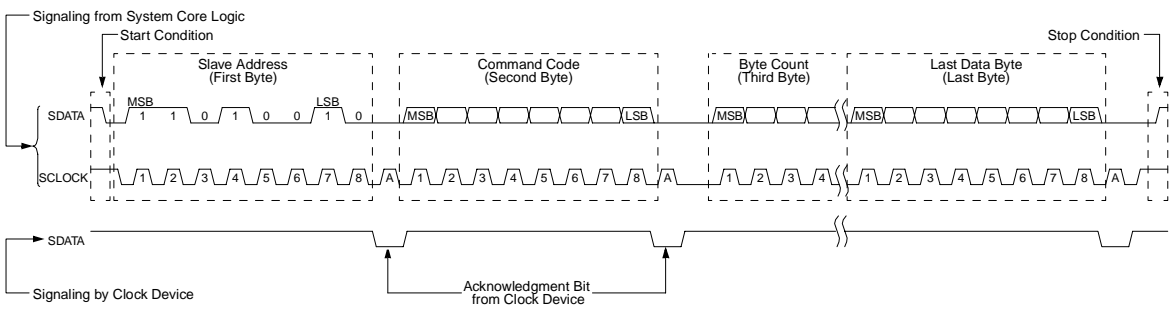 Signaling from System Core Logic
Start Condition
Stop Condition
Slave Address
(First Byte)
Command Code
(Second Byte)
Byte Count
(Third Byte)
Last Data Byte
(Last Byte)
MSB LSB
SDATA 1 1 0 1 0 0 1 0 MSB LSB MSB MSB LSB
SCLOCK 1 2 3 4 5 6 7 8 A 1 2 3 4 5 6 7 8 A 1 2 3 4 1 2 3 4 5 6 7 8 A
SDATA
Signaling by Clock Device
Acknowledgment Bit
from Clock Device